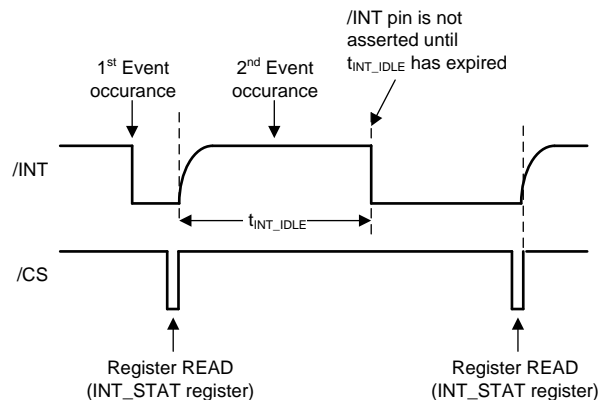 /INT pin is not
asserted until
tINT_IDLE has expired
1st Event
occurance
2nd Event
occurance
/INT
tINT_IDLE
/CS
Register READ
(INT_STAT register)
Register READ
(INT_STAT register)